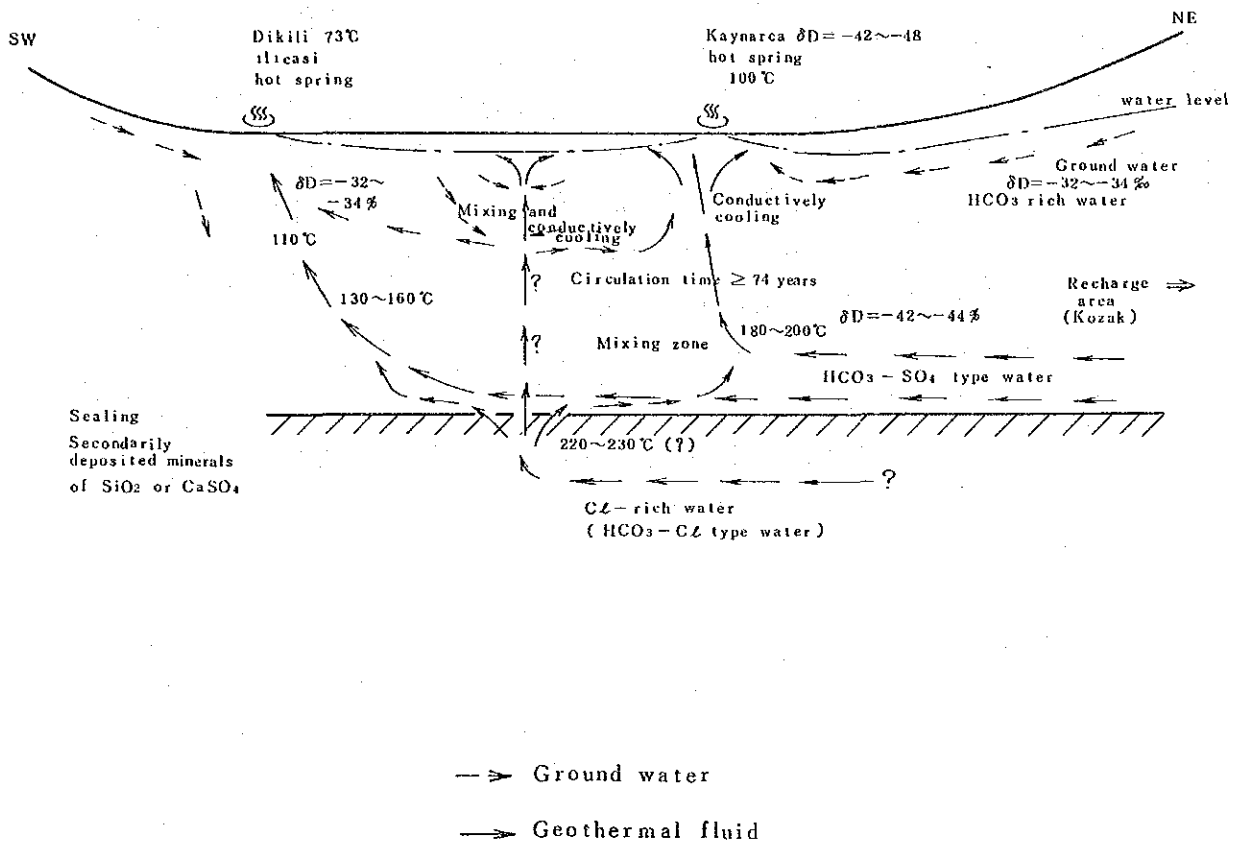 SW
NE
Dikili 73℃
ılıcasi
hot spring
Kaynarca δD=−42~−48
hot spring
100℃
water level
Ground water
δD=−32~−34‰
HCO3 rich water
δD=−32~
−34%
Mixing and
conductively
cooling
Conductively
cooling
110℃
?
Circulation time ≥ 74 years
Recharge
area
(Kozak)
130~160℃
180~200℃
δD=−42~−44%
?
Mixing zone
HCO3−SO4 type water
Sealing
Secondarily
deposited minerals
of SiO2 or CaSO4
220~230℃ (?)
?
Cℓ−rich water
( HCO3−Cℓ type water )
Ground water
Geothermal fluid